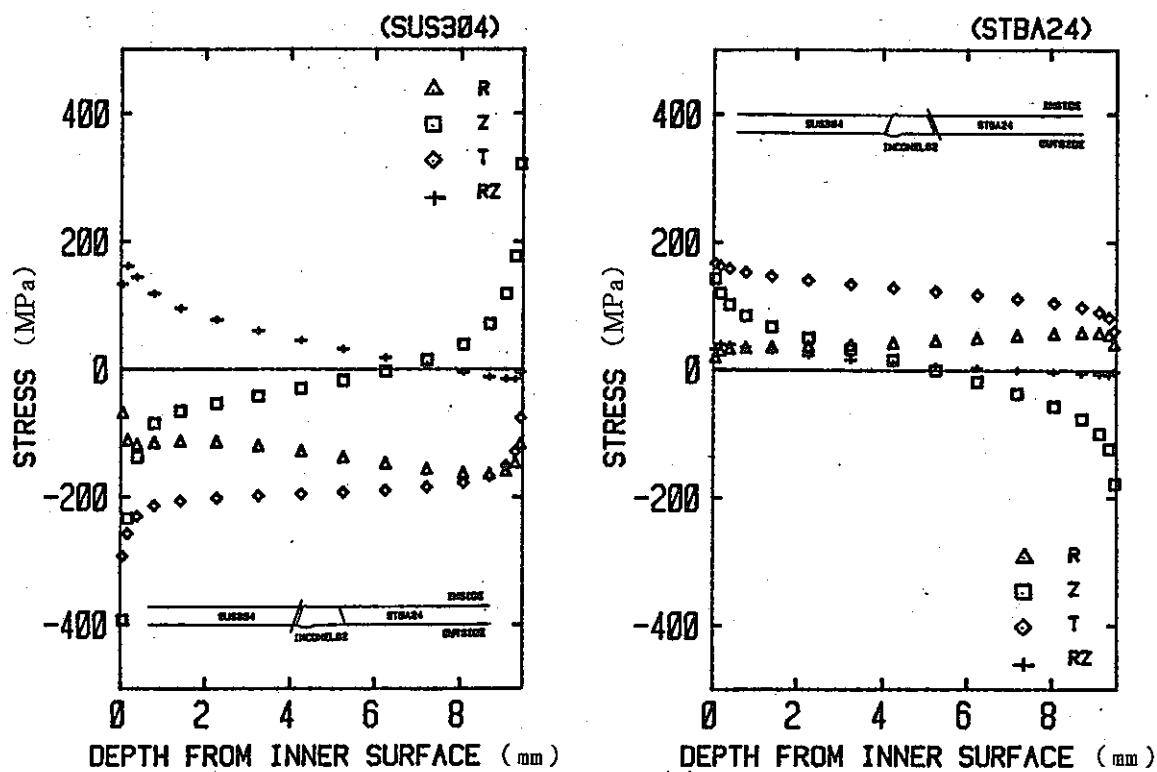 (SUS304)
R
Z
T
RZ
400
200
0
-200
-400
STRESS (MPa)
INSIDE
SUS304
STBA24
INCONEL82
OUTSIDE
0 2 4 6 8
DEPTH FROM INNER SURFACE (mm)
(STBA24)
400
200
0
-200
-400
STRESS (MPa)
INSIDE
SUS304
STBA24
INCONEL82
OUTSIDE
R
Z
T
RZ
0 2 4 6 8
DEPTH FROM INNER SURFACE (mm)